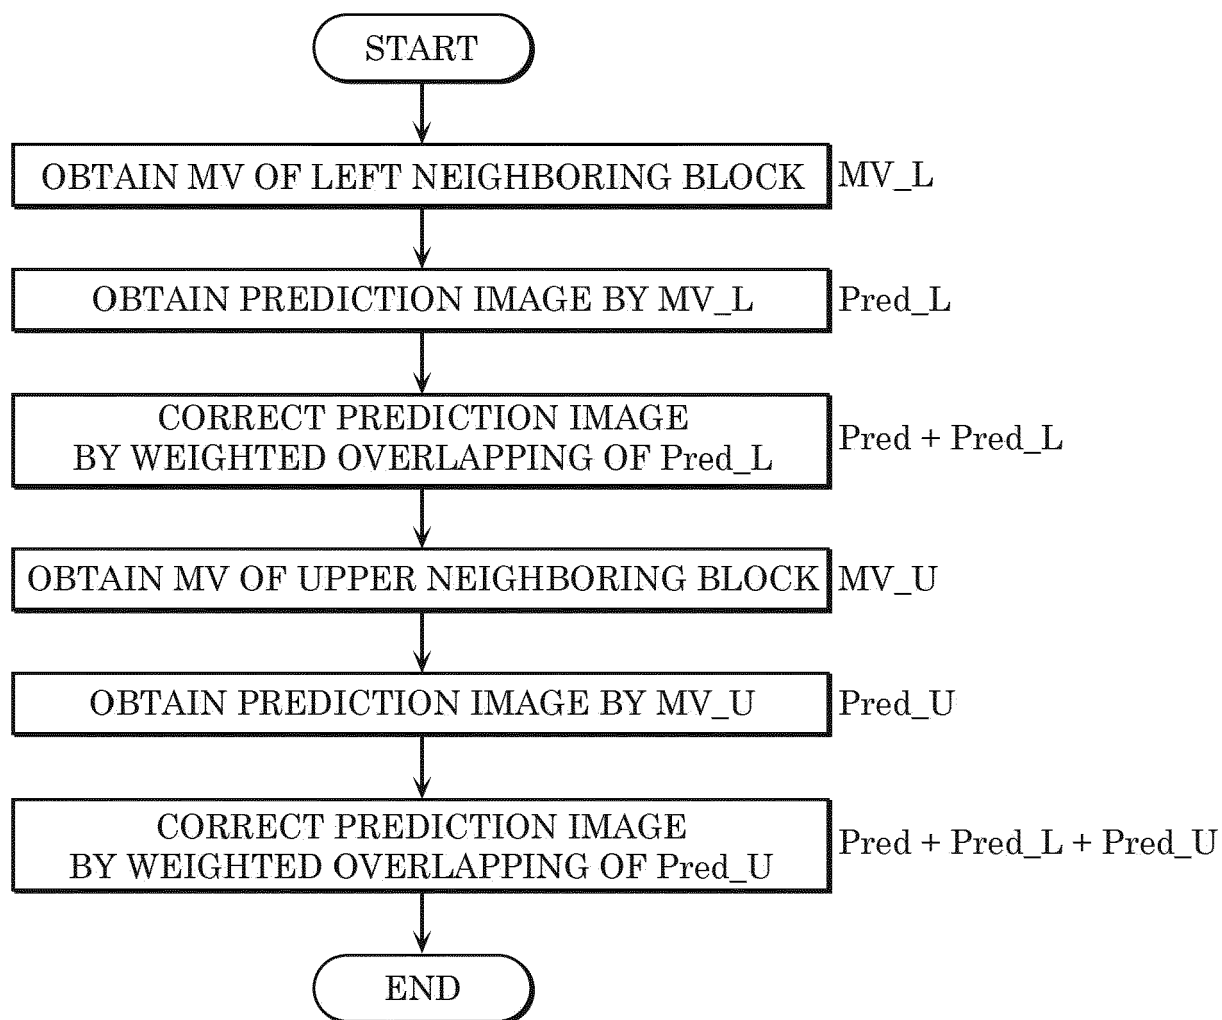 START
OBTAIN MV OF LEFT NEIGHBORING BLOCK MV_L
OBTAIN PREDICTION IMAGE BY MV_L Pred_L
CORRECT PREDICTION IMAGE
BY WEIGHTED OVERLAPPING OF Pred_L
Pred + Pred_L
OBTAIN MV OF UPPER NEIGHBORING BLOCK MV_U
OBTAIN PREDICTION IMAGE BY MV_U Pred_U
CORRECT PREDICTION IMAGE
BY WEIGHTED OVERLAPPING OF Pred_U
Pred + Pred_L + Pred_U
END